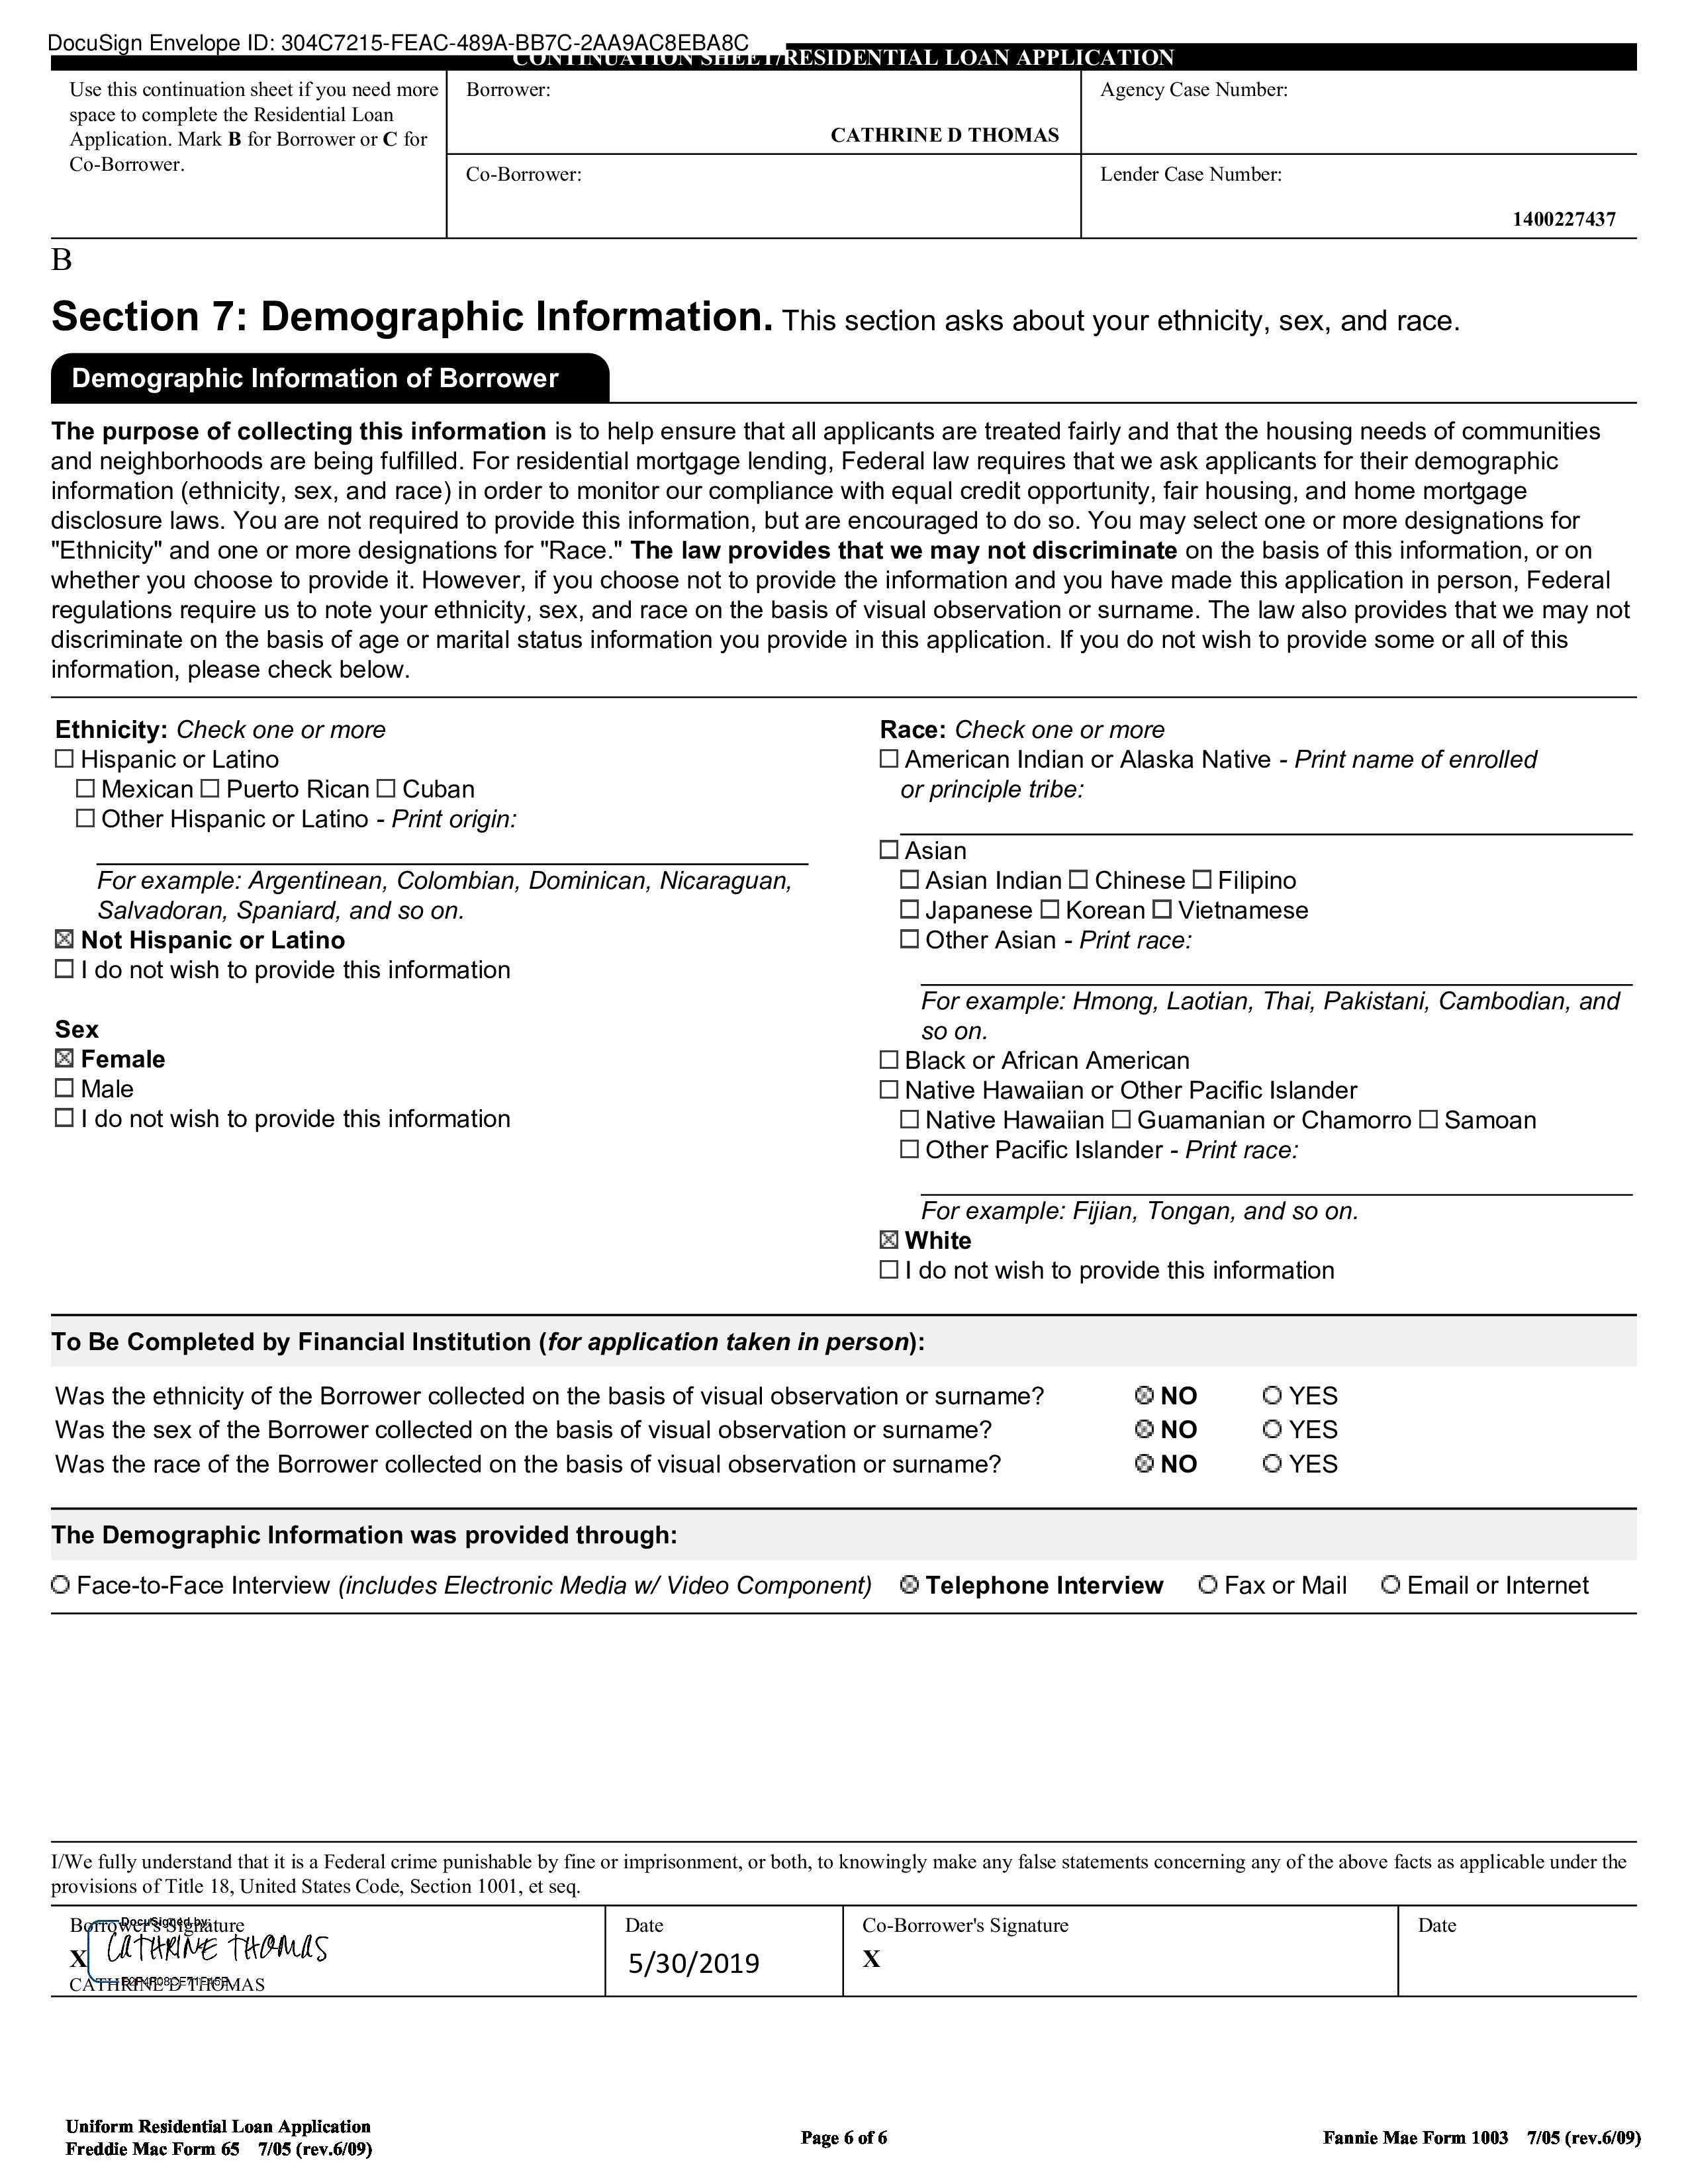 DocuSign Envelope ID: 304C7215-FEAC-489A-BB7C-2AA9AC8EBA8C
CONTINUATION SHEET/RESIDENTIAL LOAN APPLICATION
Use this continuation sheet if you need more
space to complete the Residential Loan
Application. Mark B for Borrower or C for
Co-Borrower.
Borrower:
CATHRINE D THOMAS
Agency Case Number:
Co-Borrower:
Lender Case Number:
1400227437
B
Section 7: Demographic Information. This section asks about your ethnicity, sex, and race.
Demographic Information of Borrower
The purpose of collecting this information is to help ensure that all applicants are treated fairly and that the housing needs of communities
and neighborhoods are being fulfilled. For residential mortgage lending, Federal law requires that we ask applicants for their demographic
information (ethnicity, sex, and race) in order to monitor our compliance with equal credit opportunity, fair housing, and home mortgage
disclosure laws. You are not required to provide this information, but are encouraged to do so. You may select one or more designations for
"Ethnicity" and one or more designations for "Race." The law provides that we may not discriminate on the basis of this information, or on
whether you choose to provide it. However, if you choose not to provide the information and you have made this application in person, Federal
regulations require us to note your ethnicity, sex, and race on the basis of visual observation or surname. The law also provides that we may not
discriminate on the basis of age or marital status information you provide in this application. If you do not wish to provide some or all of this
information, please check below.
Ethnicity: Check one or more
☐ Hispanic or Latino
☐ Mexican ☐ Puerto Rican ☐ Cuban
☐ Other Hispanic or Latino - Print origin:
For example: Argentinean, Colombian, Dominican, Nicaraguan,
Salvadoran, Spaniard, and so on.
☒ Not Hispanic or Latino
☐ I do not wish to provide this information
Sex
☒ Female
☐ Male
☐ I do not wish to provide this information
Race: Check one or more
☐ American Indian or Alaska Native - Print name of enrolled
or principle tribe:
☐ Asian
☐ Asian Indian ☐ Chinese ☐ Filipino
☐ Japanese ☐ Korean ☐ Vietnamese
☐ Other Asian - Print race:
For example: Hmong, Laotian, Thai, Pakistani, Cambodian, and
so on.
☐ Black or African American
☐ Native Hawaiian or Other Pacific Islander
☐ Native Hawaiian ☐ Guamanian or Chamorro ☐ Samoan
☐ Other Pacific Islander - Print race:
For example: Fijian, Tongan, and so on.
☒ White
☐ I do not wish to provide this information
To Be Completed by Financial Institution (for application taken in person):
Was the ethnicity of the Borrower collected on the basis of visual observation or surname? ⊗ NO ○ YES
Was the sex of the Borrower collected on the basis of visual observation or surname? ⊗ NO ○ YES
Was the race of the Borrower collected on the basis of visual observation or surname? ⊗ NO ○ YES
The Demographic Information was provided through:
○ Face-to-Face Interview (includes Electronic Media w/ Video Component) ⊗ Telephone Interview ○ Fax or Mail ○ Email or Internet
I/We fully understand that it is a Federal crime punishable by fine or imprisonment, or both, to knowingly make any false statements concerning any of the above facts as applicable under the
provisions of Title 18, United States Code, Section 1001, et seq.
Borrower's Signature
DocuSigned by:
X CATHRINE THOMAS
CATHRINE D THOMAS
Date
5/30/2019
Co-Borrower's Signature
X
Date
Uniform Residential Loan Application
Freddie Mac Form 65 7/05 (rev.6/09)
Page 6 of 6
Fannie Mae Form 1003 7/05 (rev.6/09)